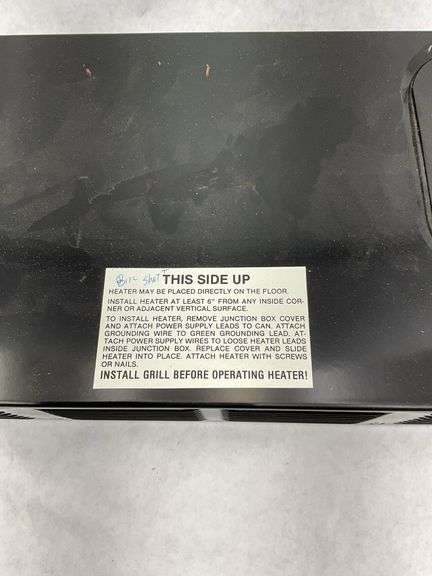 THIS SIDE UP
HEATER MAY BE PLACED DIRECTLY ON THE FLOOR.
INSTALL HEATER AT LEAST 6" FROM ANY INSIDE COR-
NER OR ADJACENT VERTICAL SURFACE.
TO INSTALL HEATER, REMOVE JUNCTION BOX COVER
AND ATTACH POWER SUPPLY LEADS TO CAN. ATTACH
GROUNDING WIRE TO GREEN GROUNDING LEAD. AT-
TACH POWER SUPPLY WIRES TO LOOSE HEATER LEADS
INSIDE JUNCTION BOX. REPLACE COVER AND SLIDE
HEATER INTO PLACE. ATTACH HEATER WITH SCREWS
OR NAILS.
INSTALL GRILL BEFORE OPERATING HEATER!